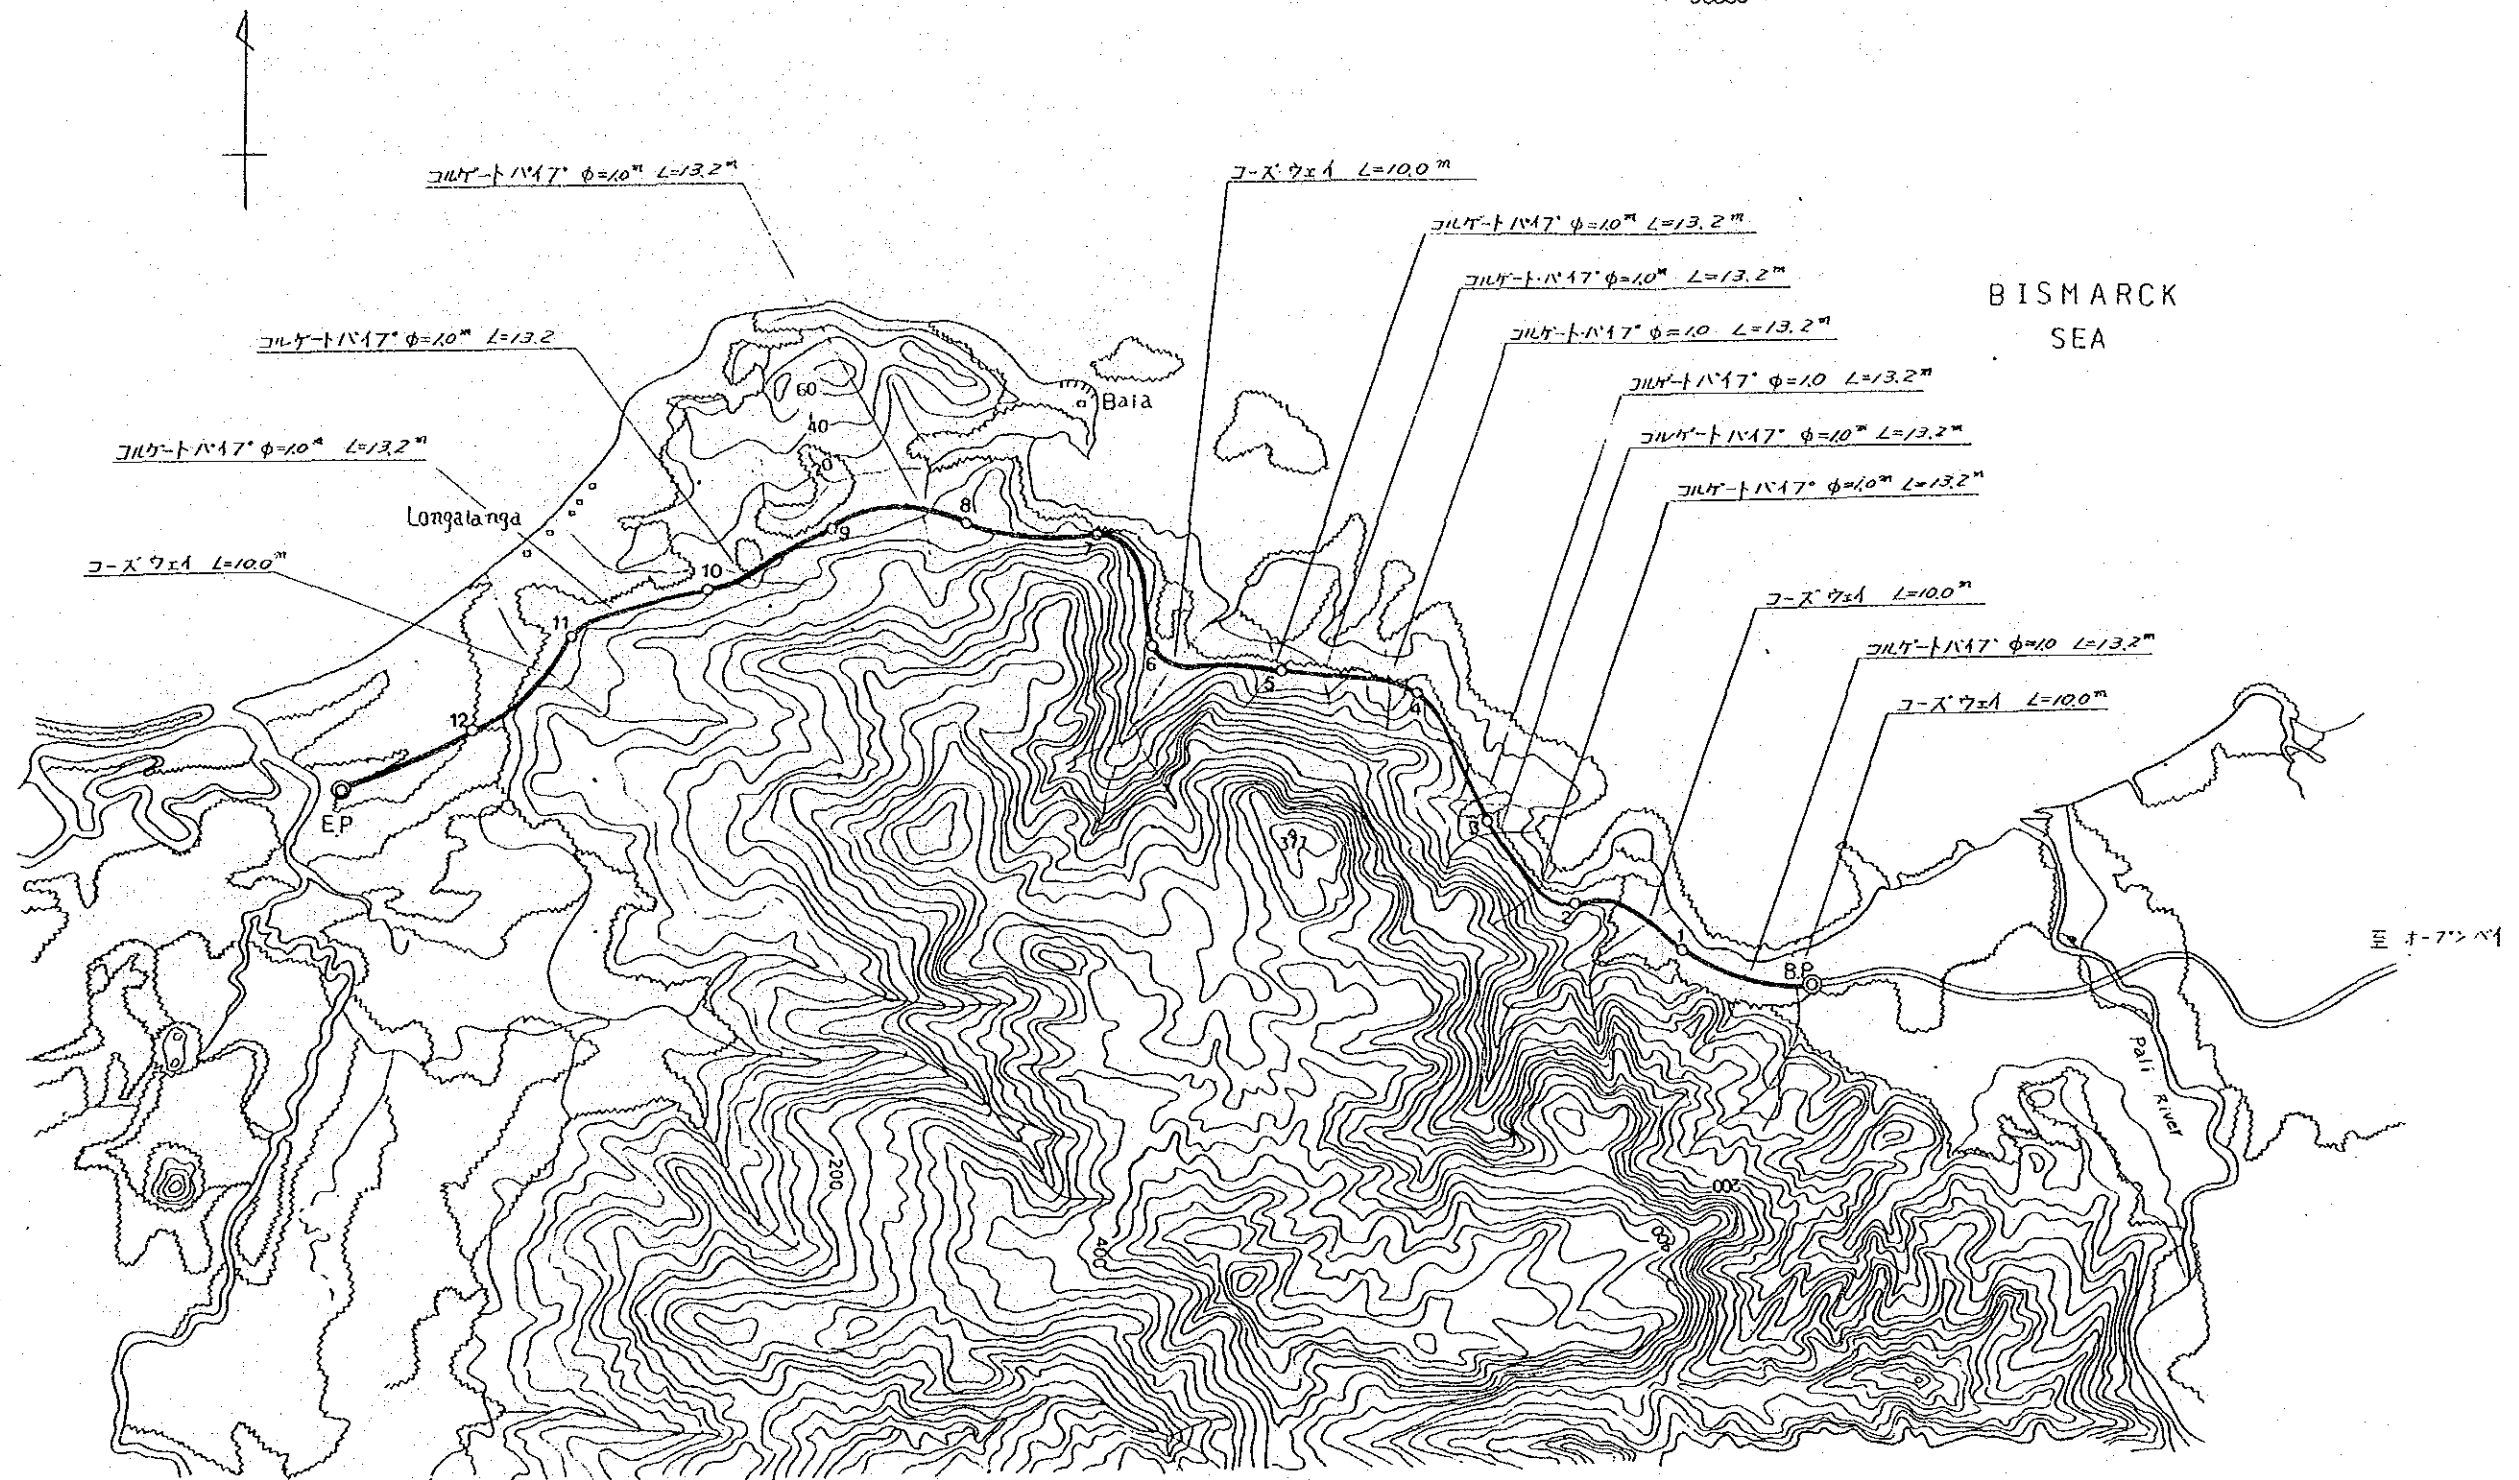 コルゲートパイプ φ=1.0m L=13.2m
コーズ・ウェイ L=10.0m
コルゲートパイプ φ=1.0m L=13.2m
コルゲート・パイプ φ=1.0m L=13.2m
コルゲート・パイプ φ=1.0 L=13.2m
コルゲートパイプ φ=1.0m L=13.2
コルゲートパイプ φ=1.0 L=13.2m
コルゲートパイプ φ=1.0m L=13.2m
コルゲートパイプ φ=1.0m L=13.2m
コルゲート・パイプ φ=1.0m L=13.2m
コーズウェイ L=10.0m
コーズウェイ L=10.0m
コルゲートパイプ φ=1.0 L=13.2m
コーズウェイ L=10.0m
BISMARCK
SEA
Baia
60
40
20
Longalanga
8
9
7
10
11
6
5
4
12
E.P
3
377
2
1
B.P
至 オープンベイ
Pali River
200
200
400
400